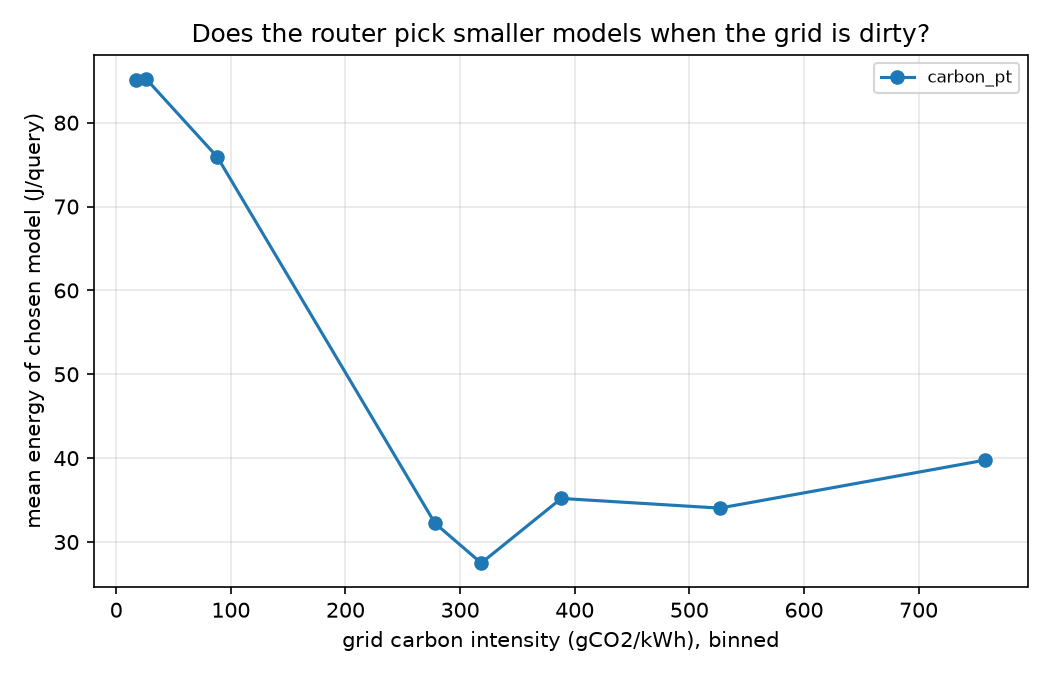 Does the router pick smaller models when the grid is dirty?
carbon_pt
mean energy of chosen model (J/query)
80
70
60
50
40
30
0 100 200 300 400 500 600 700
grid carbon intensity (gCO2/kWh), binned